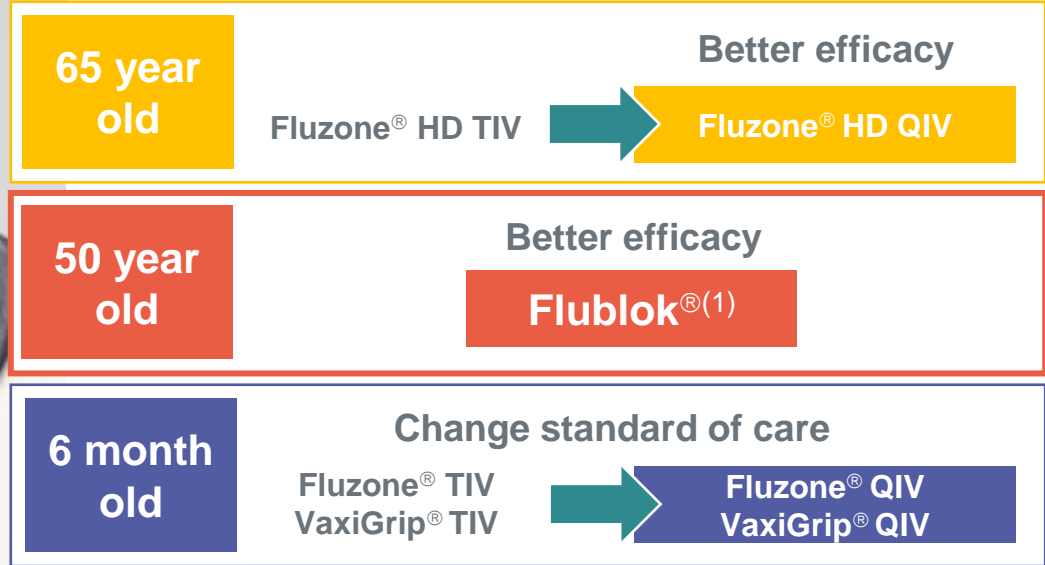 65 year
old
Better efficacy
Fluzone® HD TIV
Fluzone® HD QIV
50 year
old
Better efficacy
Flublok®(1)
6 month
old
Change standard of care
Fluzone® TIV
VaxiGrip® TIV
Fluzone® QIV
VaxiGrip® QIV